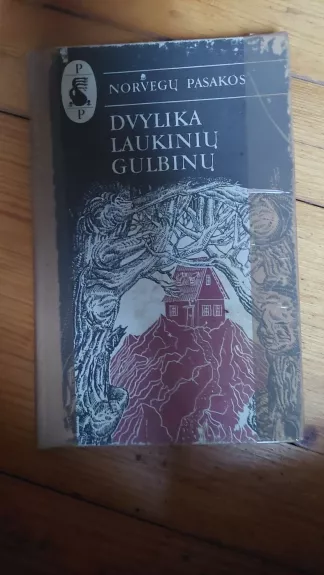 P
P
NORVEGŲ PASAKOS
DVYLIKA
LAUKINIŲ
GULBINŲ